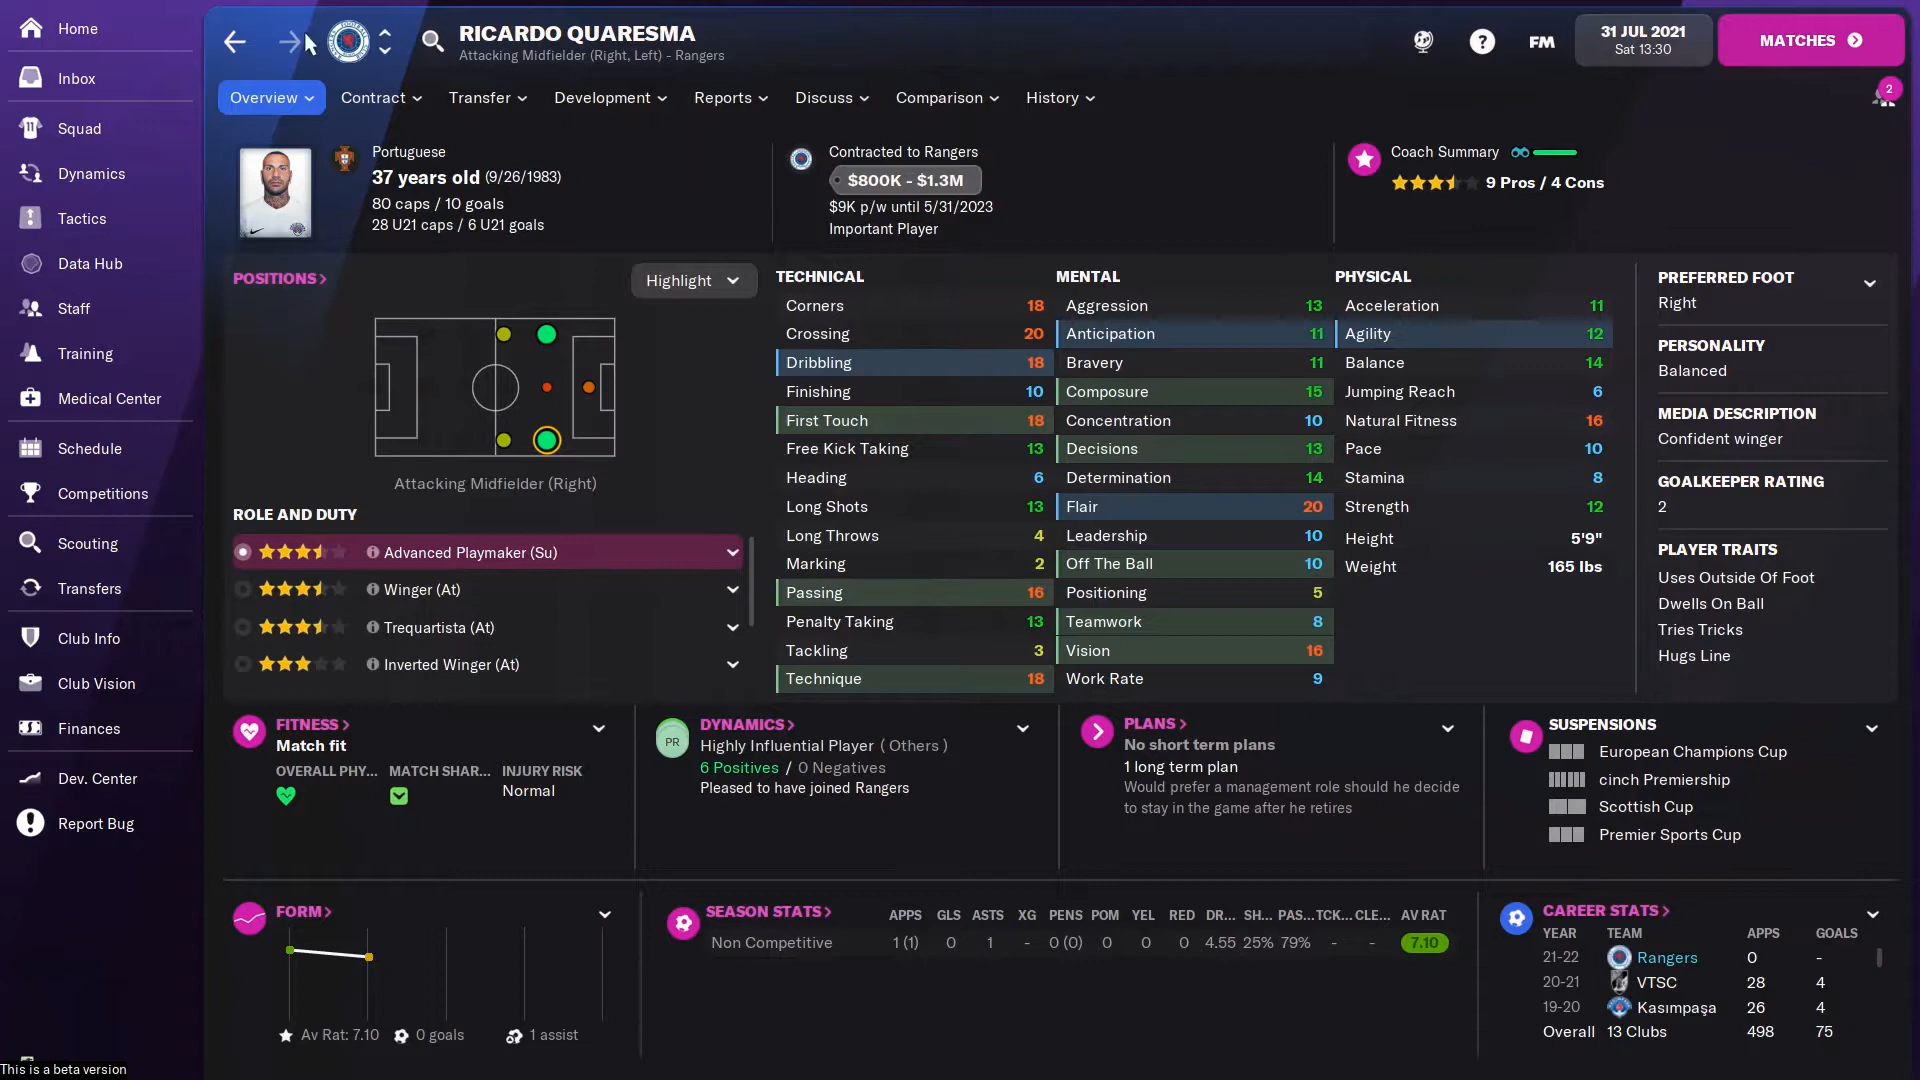 Home
Inbox
Squad
Dynamics
Tactics
Data Hub
Staff
Training
Medical Center
Schedule
Competitions
Scouting
Transfers
Club Info
Club Vision
Finances
Dev. Center
Report Bug
This is a beta version
RICARDO QUARESMA
Attacking Midfielder (Right, Left) - Rangers
?
FM
31 JUL 2021
Sat 13:30
MATCHES
Overview Contract Transfer Development Reports Discuss Comparison History
2
Portuguese
37 years old (9/26/1983)
80 caps / 10 goals
28 U21 caps / 6 U21 goals
Contracted to Rangers
$800K - $1.3M
$9K p/w until 5/31/2023
Important Player
Coach Summary
9 Pros / 4 Cons
POSITIONS >
Highlight
Attacking Midfielder (Right)
ROLE AND DUTY
Advanced Playmaker (Su)
Winger (At)
Trequartista (At)
Inverted Winger (At)
TECHNICAL
Corners 18
Crossing 20
Dribbling 18
Finishing 10
First Touch 18
Free Kick Taking 13
Heading 6
Long Shots 13
Long Throws 4
Marking 2
Passing 16
Penalty Taking 13
Tackling 3
Technique 18
MENTAL
Aggression 13
Anticipation 11
Bravery 11
Composure 15
Concentration 10
Decisions 13
Determination 14
Flair 20
Leadership 10
Off The Ball 10
Positioning 5
Teamwork 8
Vision 16
Work Rate 9
PHYSICAL
Acceleration 11
Agility 12
Balance 14
Jumping Reach 6
Natural Fitness 16
Pace 10
Stamina 8
Strength 12
Height 5'9"
Weight 165 lbs
PREFERRED FOOT
Right
PERSONALITY
Balanced
MEDIA DESCRIPTION
Confident winger
GOALKEEPER RATING
2
PLAYER TRAITS
Uses Outside Of Foot
Dwells On Ball
Tries Tricks
Hugs Line
FITNESS >
Match fit
OVERALL PHY... MATCH SHAR... INJURY RISK
Normal
PR
DYNAMICS >
Highly Influential Player ( Others )
6 Positives / 0 Negatives
Pleased to have joined Rangers
PLANS >
No short term plans
1 long term plan
Would prefer a management role should he decide
to stay in the game after he retires
SUSPENSIONS
European Champions Cup
cinch Premiership
Scottish Cup
Premier Sports Cup
FORM >
Av Rat: 7.10 0 goals 1 assist
SEASON STATS > APPS GLS ASTS XG PENS POM YEL RED DR... SH... PAS... TCK... CLE... AV RAT
Non Competitive 1 (1) 0 1 - 0 (0) 0 0 0 4.55 25% 79% - - 7.10
CAREER STATS >
YEAR TEAM APPS GOALS
21-22 Rangers 0 -
20-21 VTSC 28 4
19-20 Kasımpaşa 26 4
Overall 13 Clubs 498 75